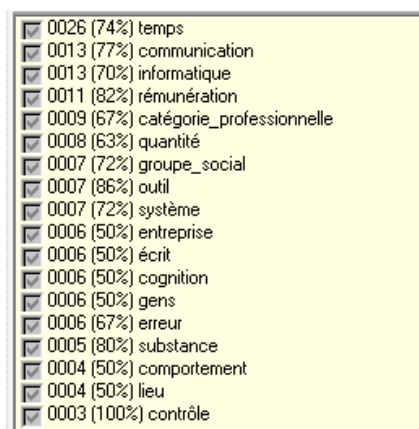 0026 (74%) temps
0013 (77%) communication
0013 (70%) informatique
0011 (82%) rémunération
0009 (67%) catégorie_professionnelle
0008 (63%) quantité
0007 (72%) groupe_social
0007 (86%) outil
0007 (72%) système
0006 (50%) entreprise
0006 (50%) écrit
0006 (50%) cognition
0006 (50%) gens
0006 (67%) erreur
0005 (80%) substance
0004 (50%) comportement
0004 (50%) lieu
0003 (100%) contrôle